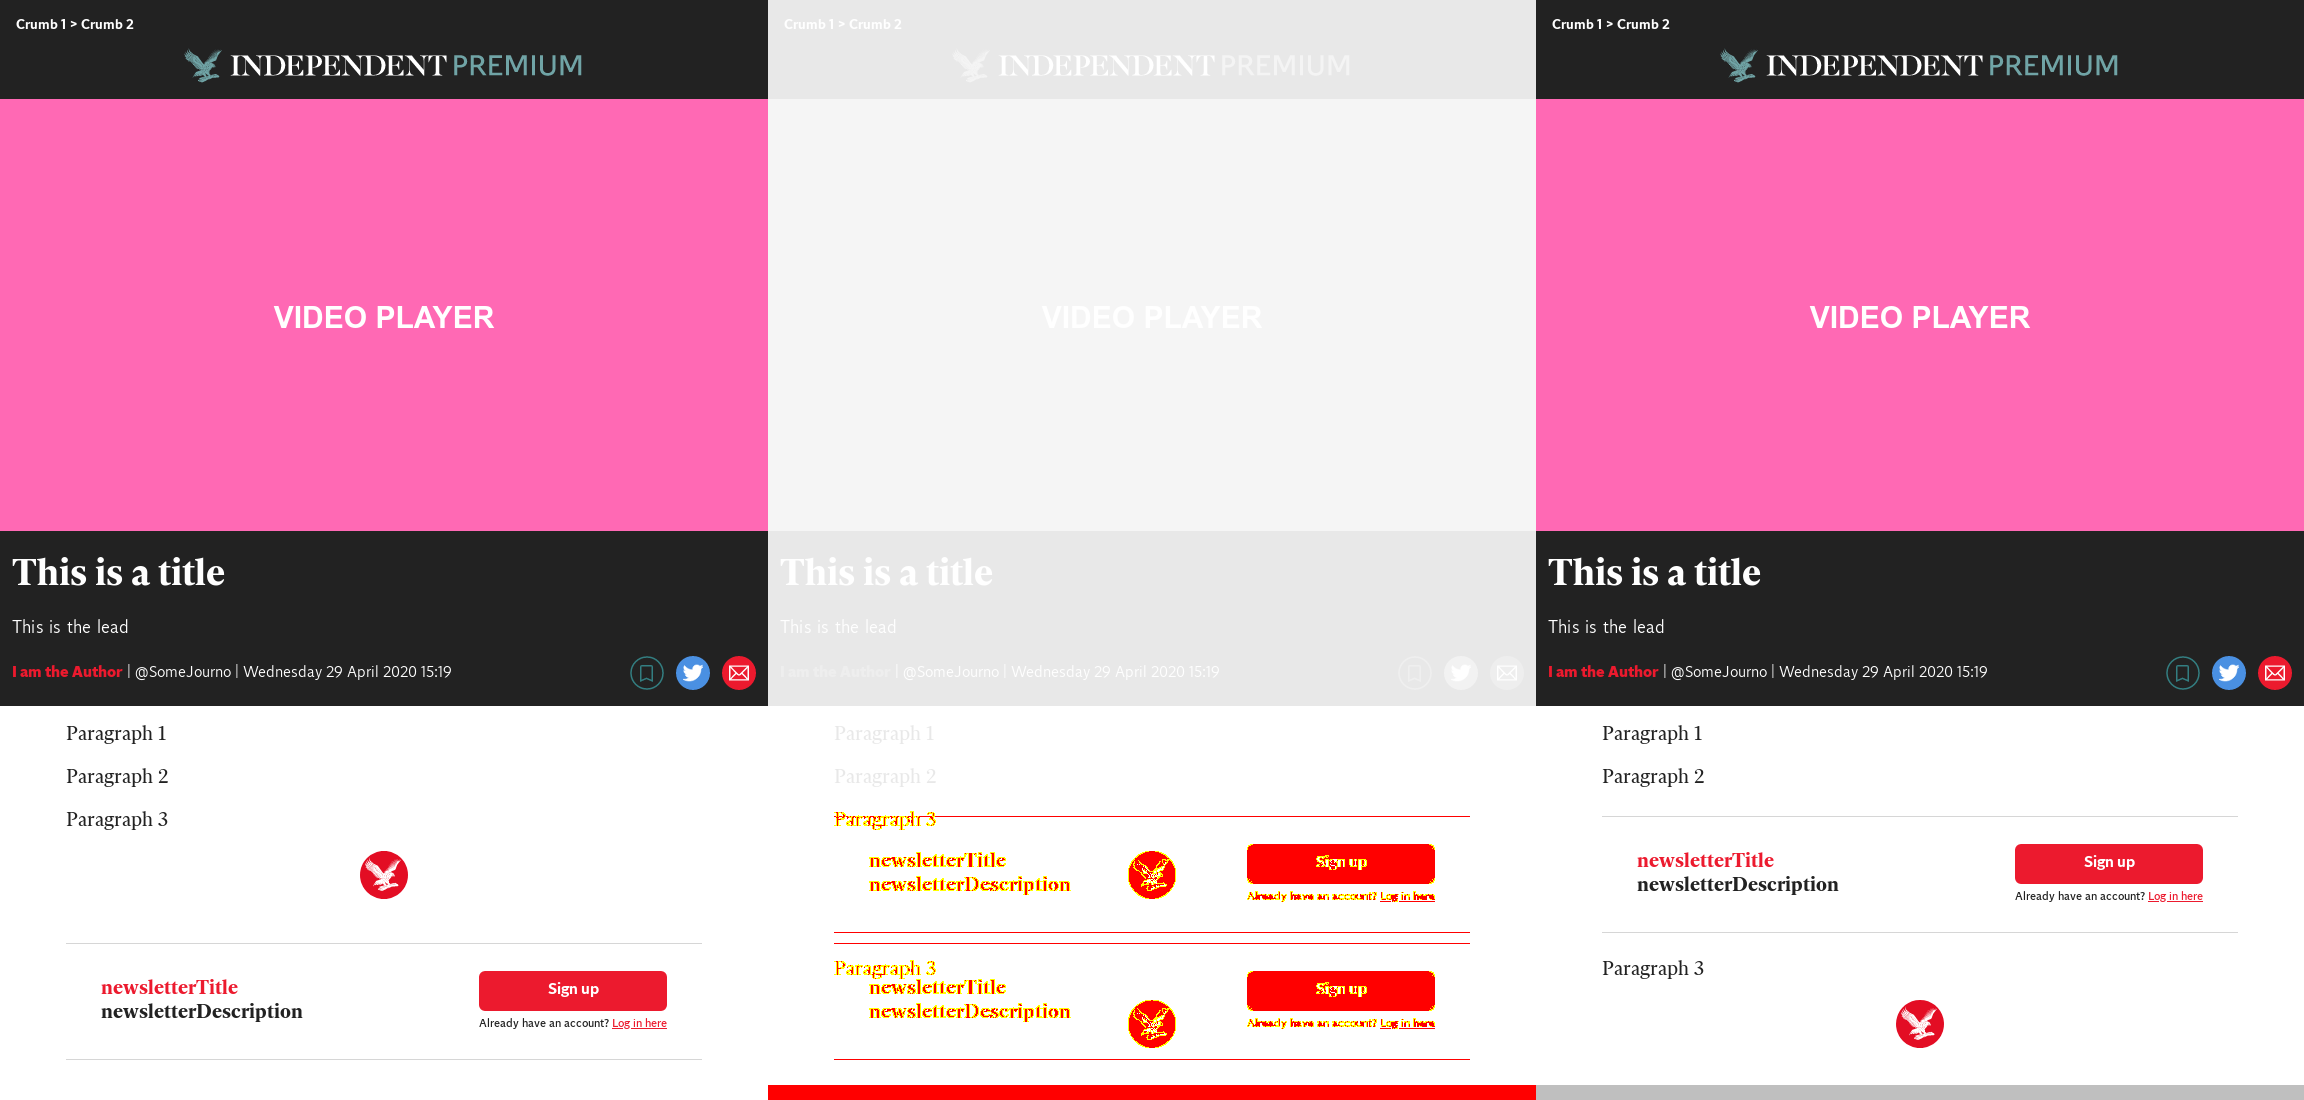 Crumb 1 > Crumb 2
INDEPENDENT PREMIUM
VIDEO PLAYER
This is a title
This is the lead
I am the Author | @SomeJourno | Wednesday 29 April 2020 15:19
Paragraph 1
Paragraph 2
Paragraph 3
newsletterTitle
newsletterDescription
Sign up
Already have an account? Log in here
Crumb 1 > Crumb 2
INDEPENDENT PREMIUM
VIDEO PLAYER
This is a title
This is the lead
I am the Author | @SomeJourno | Wednesday 29 April 2020 15:19
Paragraph 1
Paragraph 2
Paragraph 3
newsletterTitle
newsletterDescription
Sign up
Already have an account? Log in here
Paragraph 3
newsletterTitle
newsletterDescription
Sign up
Already have an account? Log in here
Crumb 1 > Crumb 2
INDEPENDENT PREMIUM
VIDEO PLAYER
This is a title
This is the lead
I am the Author | @SomeJourno | Wednesday 29 April 2020 15:19
Paragraph 1
Paragraph 2
newsletterTitle
newsletterDescription
Sign up
Already have an account? Log in here
Paragraph 3